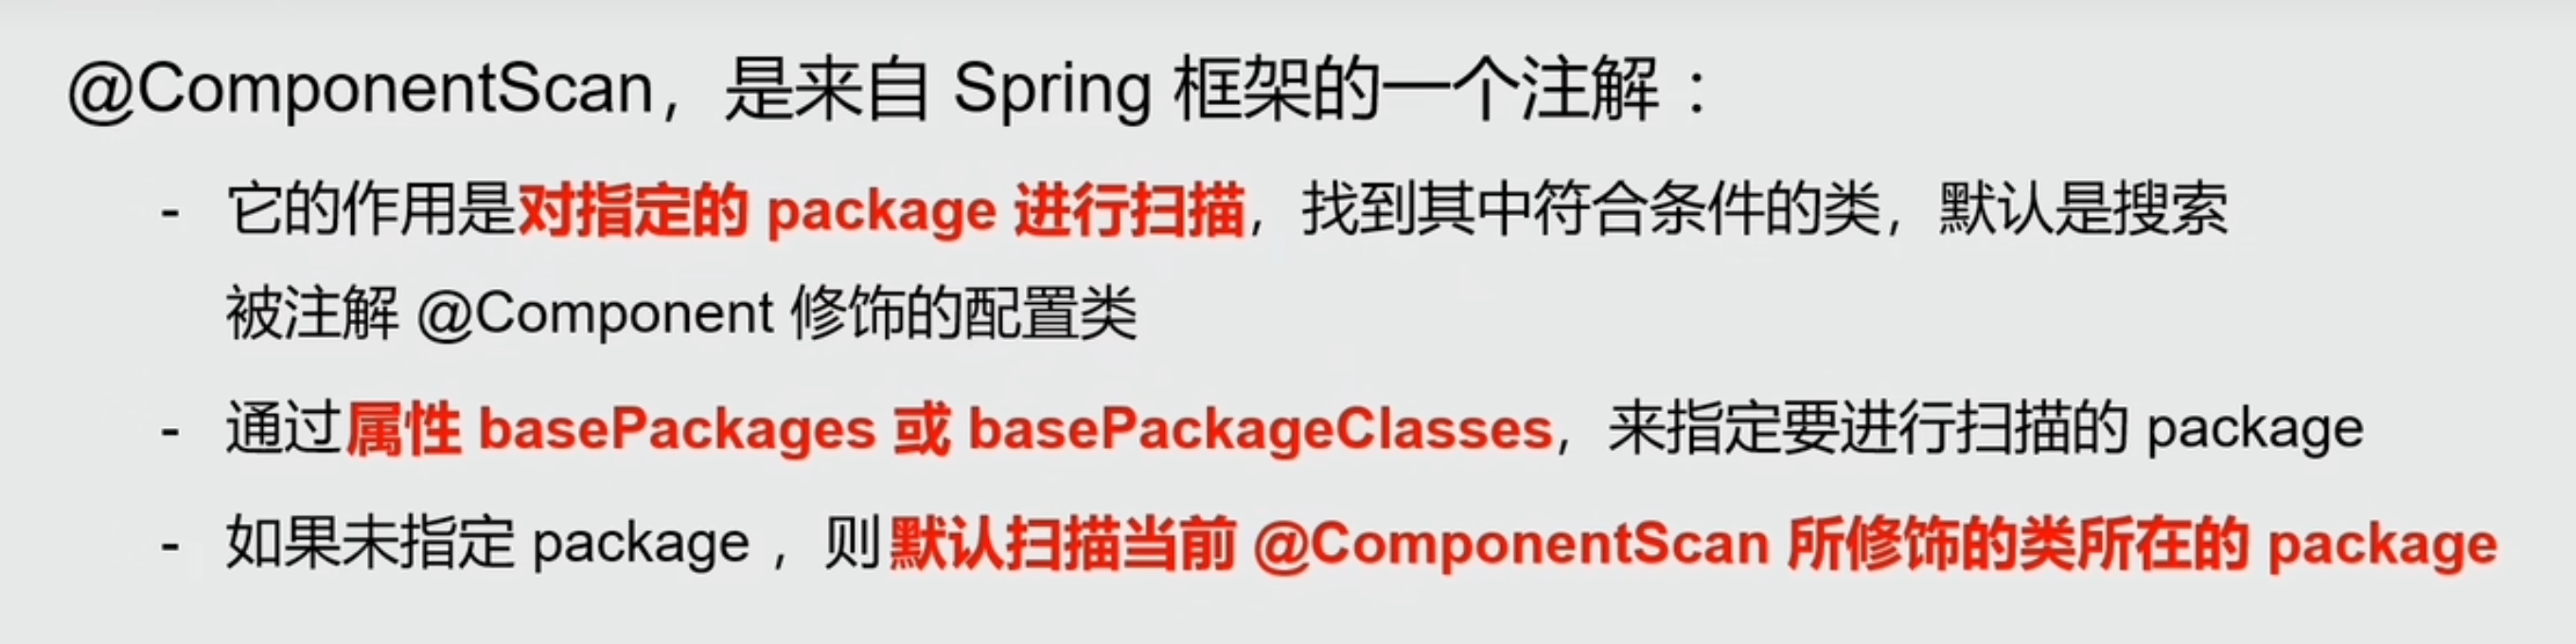 @ComponentScan，是来自 Spring 框架的一个注解：
- 它的作用是对指定的 package 进行扫描，找到其中符合条件的类，默认是搜索
被注解 @Component 修饰的配置类
- 通过属性 basePackages 或 basePackageClasses，来指定要进行扫描的 package
- 如果未指定 package ，则默认扫描当前 @ComponentScan 所修饰的类所在的 package